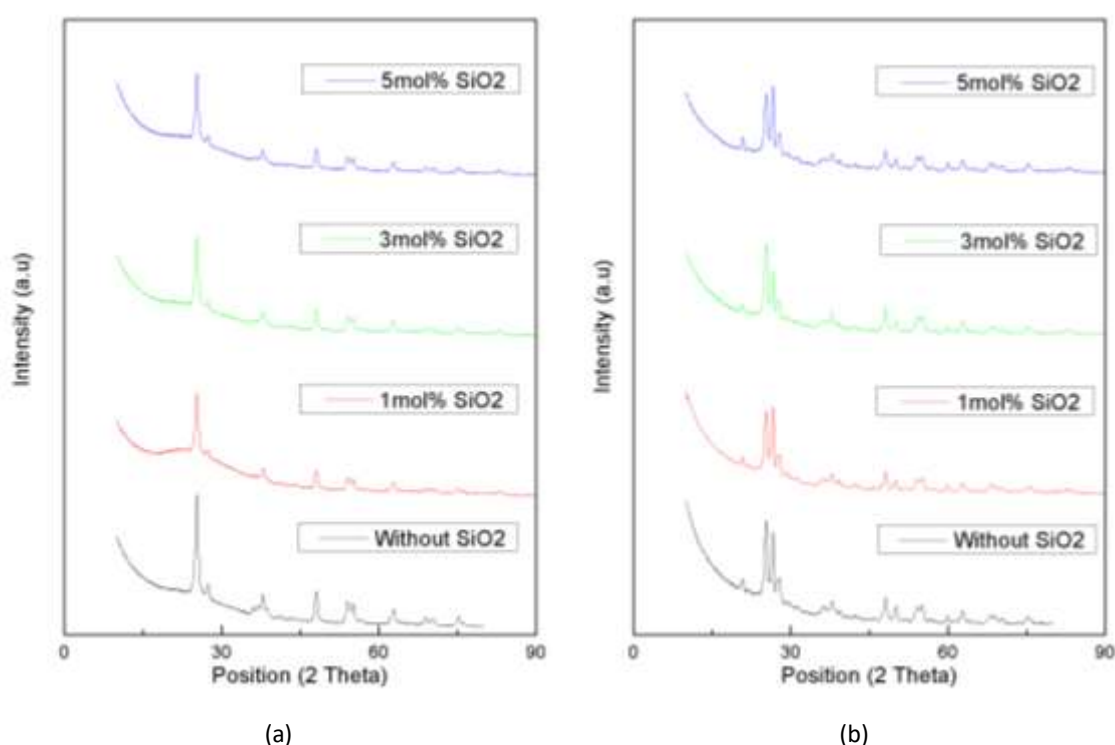 5mol% SiO2
3mol% SiO2
1mol% SiO2
Without SiO2
Intensity (a.u)
0 30 60 90
Position (2 Theta)
(a)
5mol% SiO2
3mol% SiO2
1mol% SiO2
Without SiO2
Intensity (a.u)
0 30 60 90
Position (2 Theta)
(b)